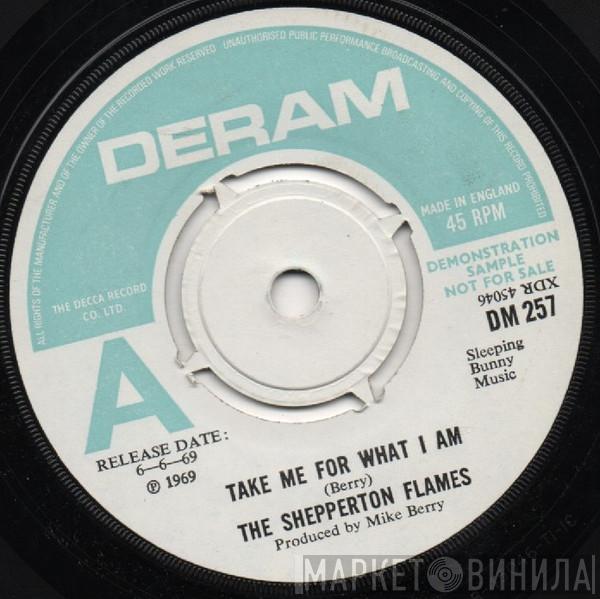 ALL RIGHTS OF THE MANUFACTURER AND OF THE OWNER OF THE RECORDED WORK RESERVED UNAUTHORISED PUBLIC PERFORMANCE BROADCASTING AND COPYING OF THIS RECORD PROHIBITED
DERAM
MADE IN ENGLAND
45 RPM
DEMONSTRATION
SAMPLE
NOT FOR SALE
THE DECCA RECORD
CO. LTD.
XDR 45046
DM 257
A
Sleeping
Bunny
Music
RELEASE DATE:
6–6–69
℗ 1969
TAKE ME FOR WHAT I AM
(Berry)
THE SHEPPERTON FLAMES
Produced by Mike Berry
МАРКЕТ ВИНИЛА